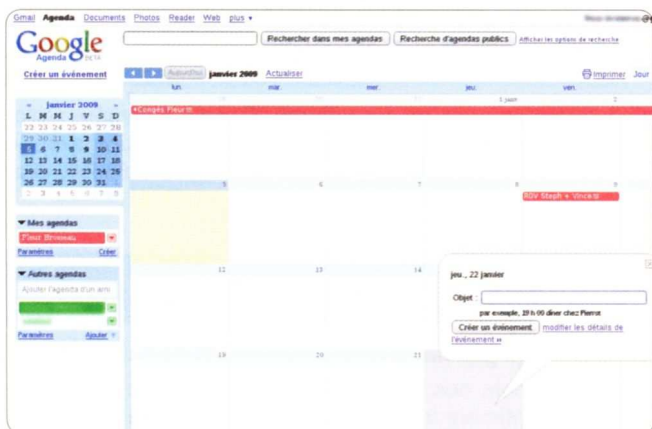 Gmail Agenda Documents Photos Reader Web plus ▼
Google
Agenda BETA
Rechercher dans mes agendas Recherche d'agendas publics Afficher les options de recherche
Créer un événement
Aujourd'hui janvier 2009 Actualiser
Imprimer Jour
« janvier 2009 »
L M M J V S D
22 23 24 25 26 27 28
29 30 31 1 2 3 4
5 6 7 8 9 10 11
12 13 14 15 16 17 18
19 20 21 22 23 24 25
26 27 28 29 30 31 1
2 3 4 5 6 7 8
▼ Mes agendas
Paramètres Créer
▼ Autres agendas
Ajouter l'agenda d'un ami
Paramètres Ajouter ▼
lun. mar. mer. jeu. ven.
1 janv 2
Congés Fleur
5 6 7 8 9
RDV Steph + Vince
12 13 14
19 20 21
jeu., 22 janvier
Objet :
par exemple, 19 h 00 dîner chez Pierrot
Créer un événement modifier les détails de
l'événement »